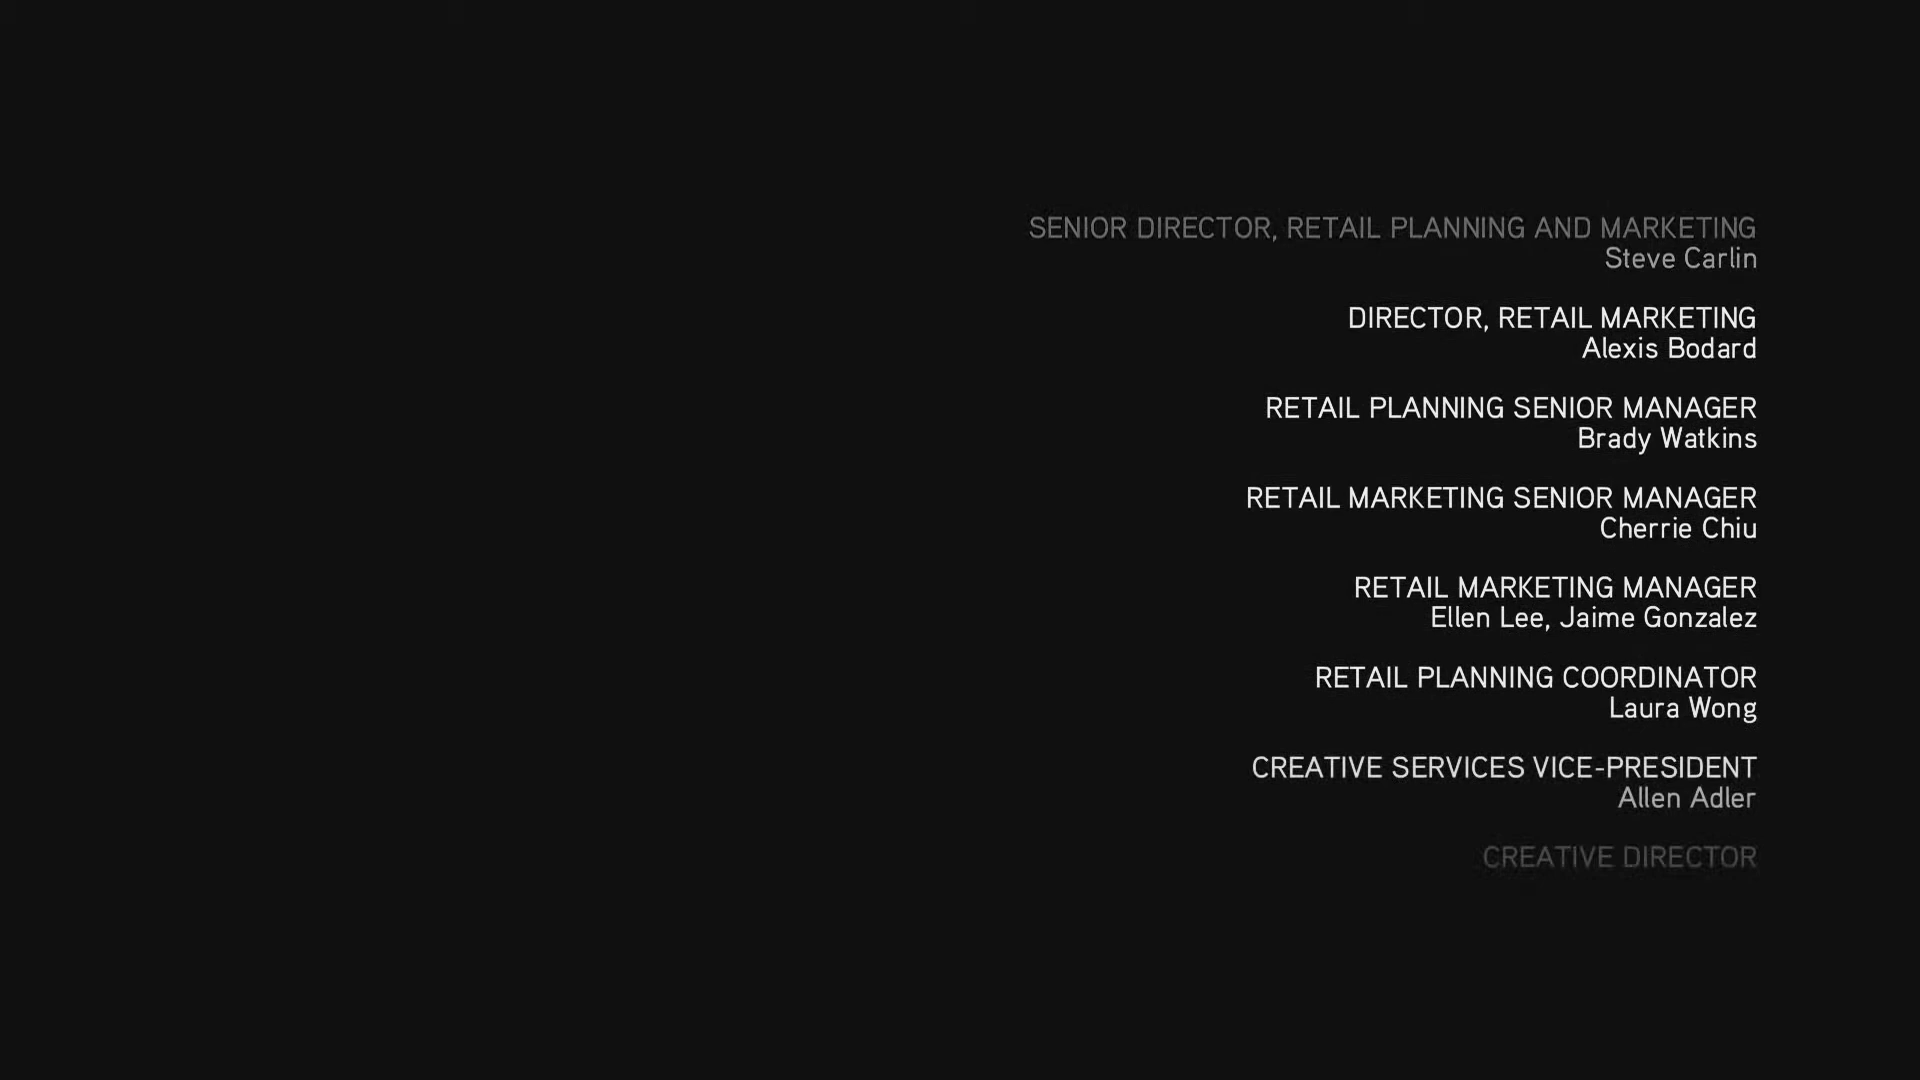 SENIOR DIRECTOR, RETAIL PLANNING AND MARKETING
Steve Carlin
DIRECTOR, RETAIL MARKETING
Alexis Bodard
RETAIL PLANNING SENIOR MANAGER
Brady Watkins
RETAIL MARKETING SENIOR MANAGER
Cherrie Chiu
RETAIL MARKETING MANAGER
Ellen Lee, Jaime Gonzalez
RETAIL PLANNING COORDINATOR
Laura Wong
CREATIVE SERVICES VICE-PRESIDENT
Allen Adler
CREATIVE DIRECTOR